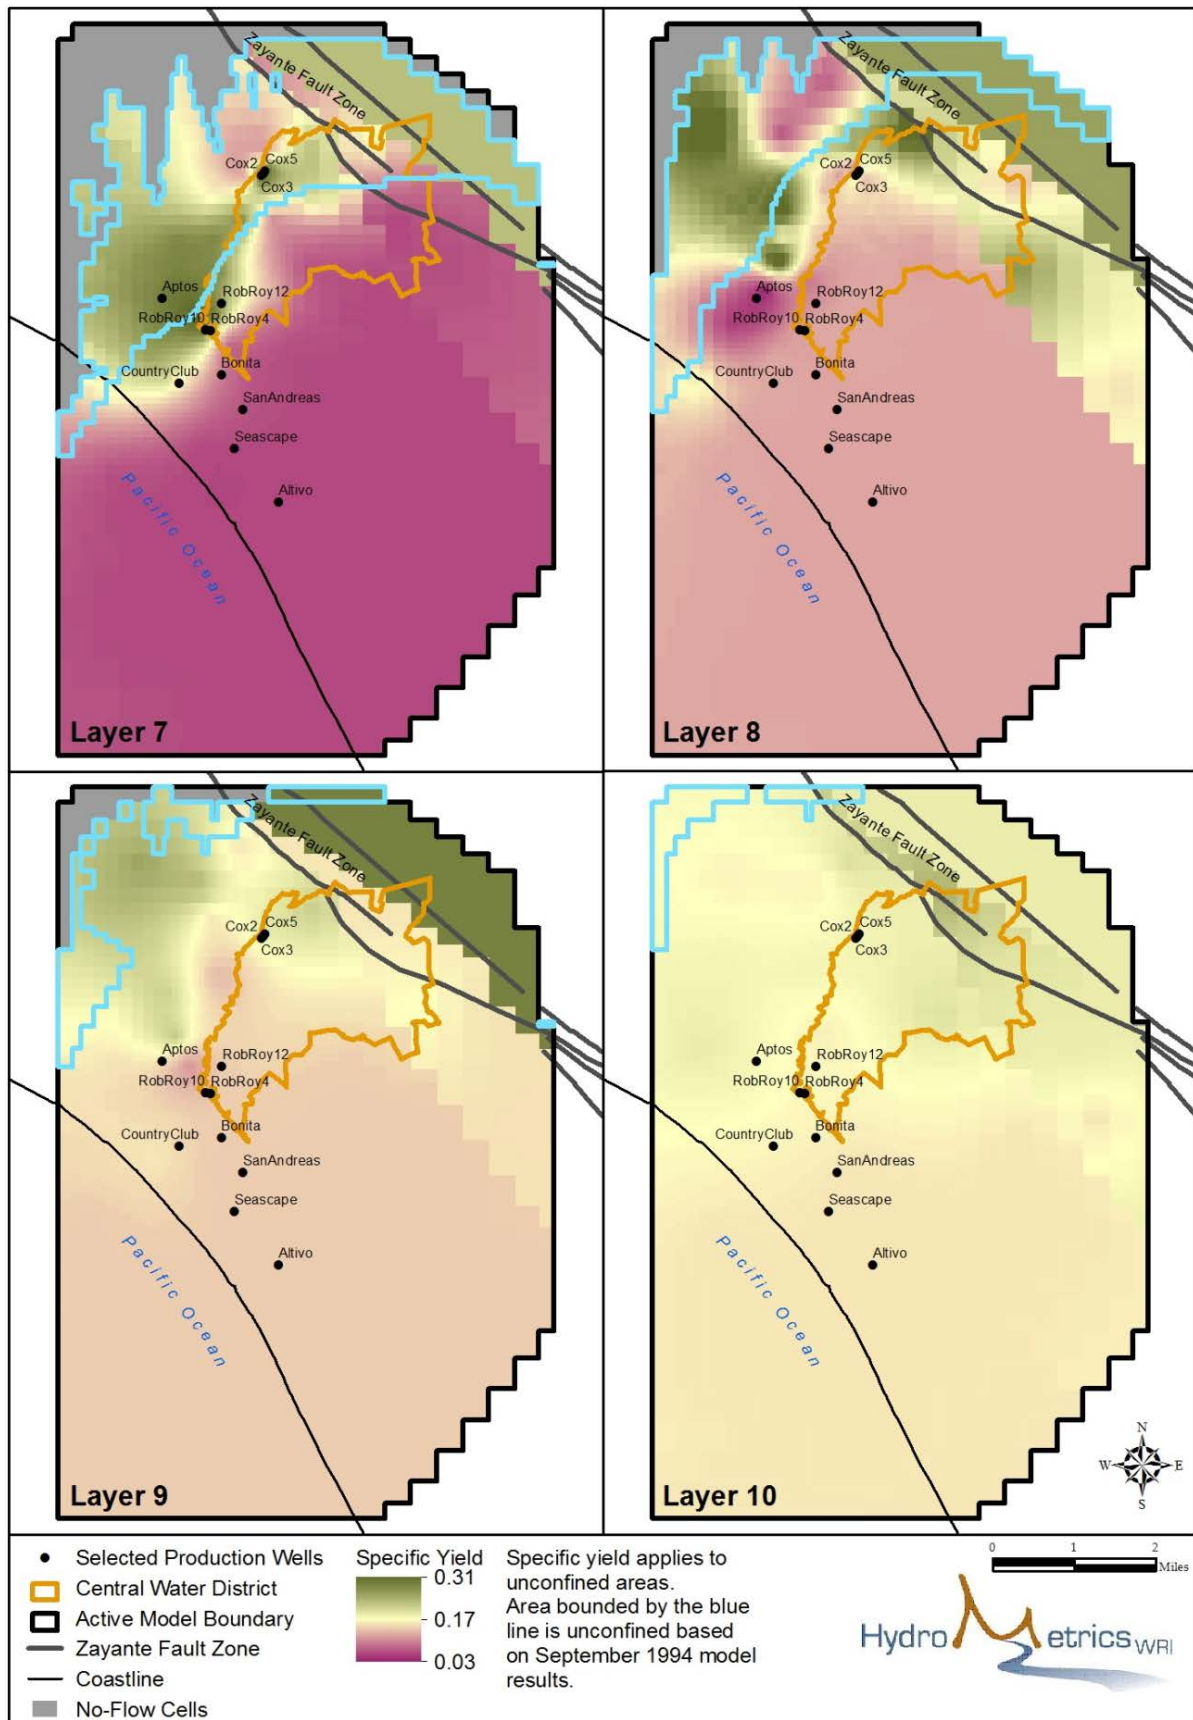 Zayante Fault Zone
Cox2
Cox5
Cox3
Aptos
RobRoy12
RobRoy10
RobRoy4
CountryClub
Bonita
SanAndreas
Seascape
Altivo
Pacific Ocean
Layer 7
Zayante Fault Zone
Cox2
Cox5
Cox3
Aptos
RobRoy12
RobRoy10
RobRoy4
CountryClub
Bonita
SanAndreas
Seascape
Altivo
Pacific Ocean
Layer 8
Zayante Fault Zone
Cox2
Cox5
Cox3
Aptos
RobRoy12
RobRoy10
RobRoy4
CountryClub
Bonita
SanAndreas
Seascape
Altivo
Pacific Ocean
Layer 9
Zayante Fault Zone
Cox2
Cox5
Cox3
Aptos
RobRoy12
RobRoy10
RobRoy4
CountryClub
Bonita
SanAndreas
Seascape
Altivo
Pacific Ocean
Layer 10
N
W
E
S
Selected Production Wells
Central Water District
Active Model Boundary
Zayante Fault Zone
Coastline
No-Flow Cells
Specific Yield
0.31
0.17
0.03
Specific yield applies to
unconfined areas.
Area bounded by the blue
line is unconfined based
on September 1994 model
results.
0 1 2
Miles
HydroMetrics WRI